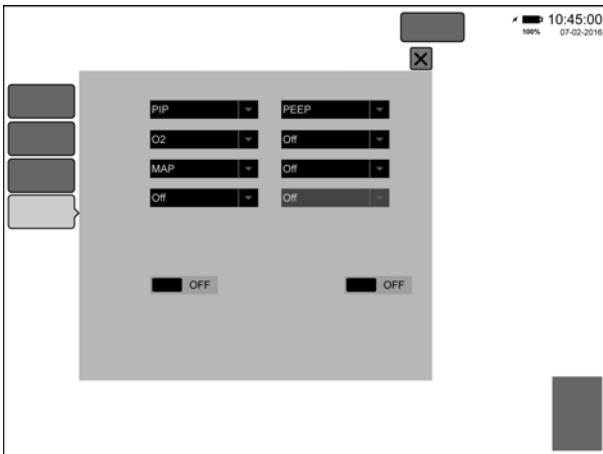 10:45:00
100% 07-02-2016
PIP PEEP
O2 Off
MAP Off
Off Off
OFF OFF